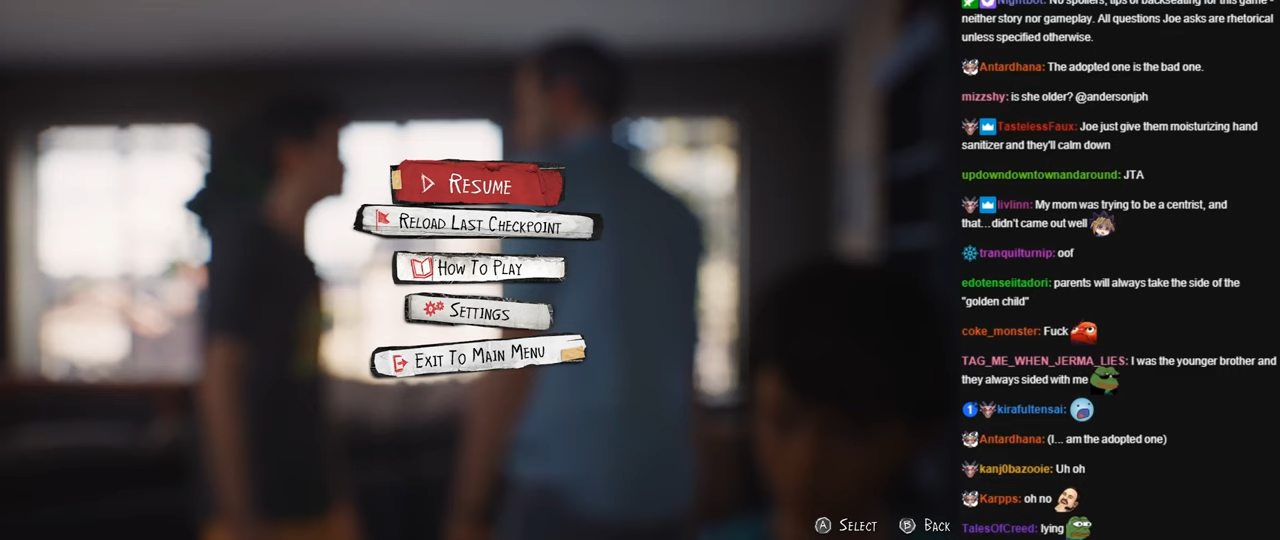 RESUME
RELOAD LAST CHECKPOINT
HOW TO PLAY
SETTINGS
EXIT TO MAIN MENU
A SELECT B BACK
Nightbot: No spoilers, tips or backseating for this game -
neither story nor gameplay. All questions Joe asks are rhetorical
unless specified otherwise.
Antardhana: The adopted one is the bad one.
mizzshy: is she older? @andersonjph
TastelessFaux: Joe just give them moisturizing hand
sanitizer and they'll calm down
updowndowntownandaround: JTA
livlinn: My mom was trying to be a centrist, and
that…didn't came out well
tranquilturnip: oof
edotenseiitadori: parents will always take the side of the
"golden child"
coke_monster: Fuck
TAG_ME_WHEN_JERMA_LIES: I was the younger brother and
they always sided with me
1 kirafultensai:
Antardhana: (I... am the adopted one)
kanj0bazooie: Uh oh
Karpps: oh no
TalesOfCreed: lying